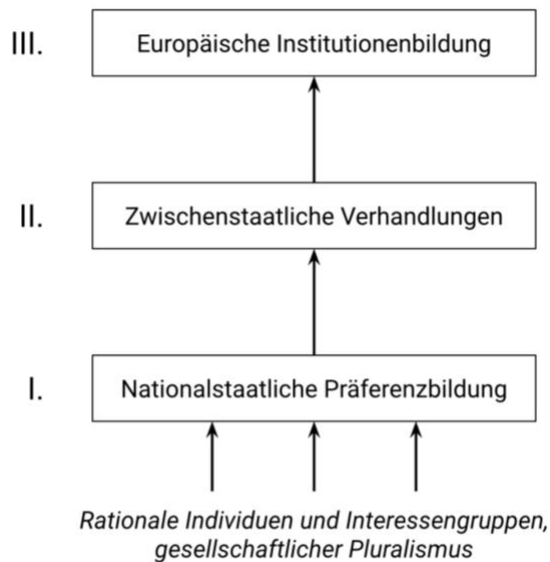 III. Europäische Institutionenbildung
II. Zwischenstaatliche Verhandlungen
I. Nationalstaatliche Präferenzbildung
Rationale Individuen und Interessengruppen,
gesellschaftlicher Pluralismus